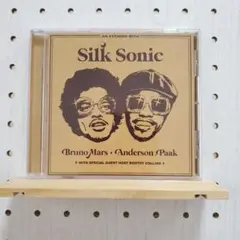 AN EVENING WITH
Silk Sonic
Bruno Mars • Anderson .Paak
WITH SPECIAL GUEST HOST BOOTSY COLLINS